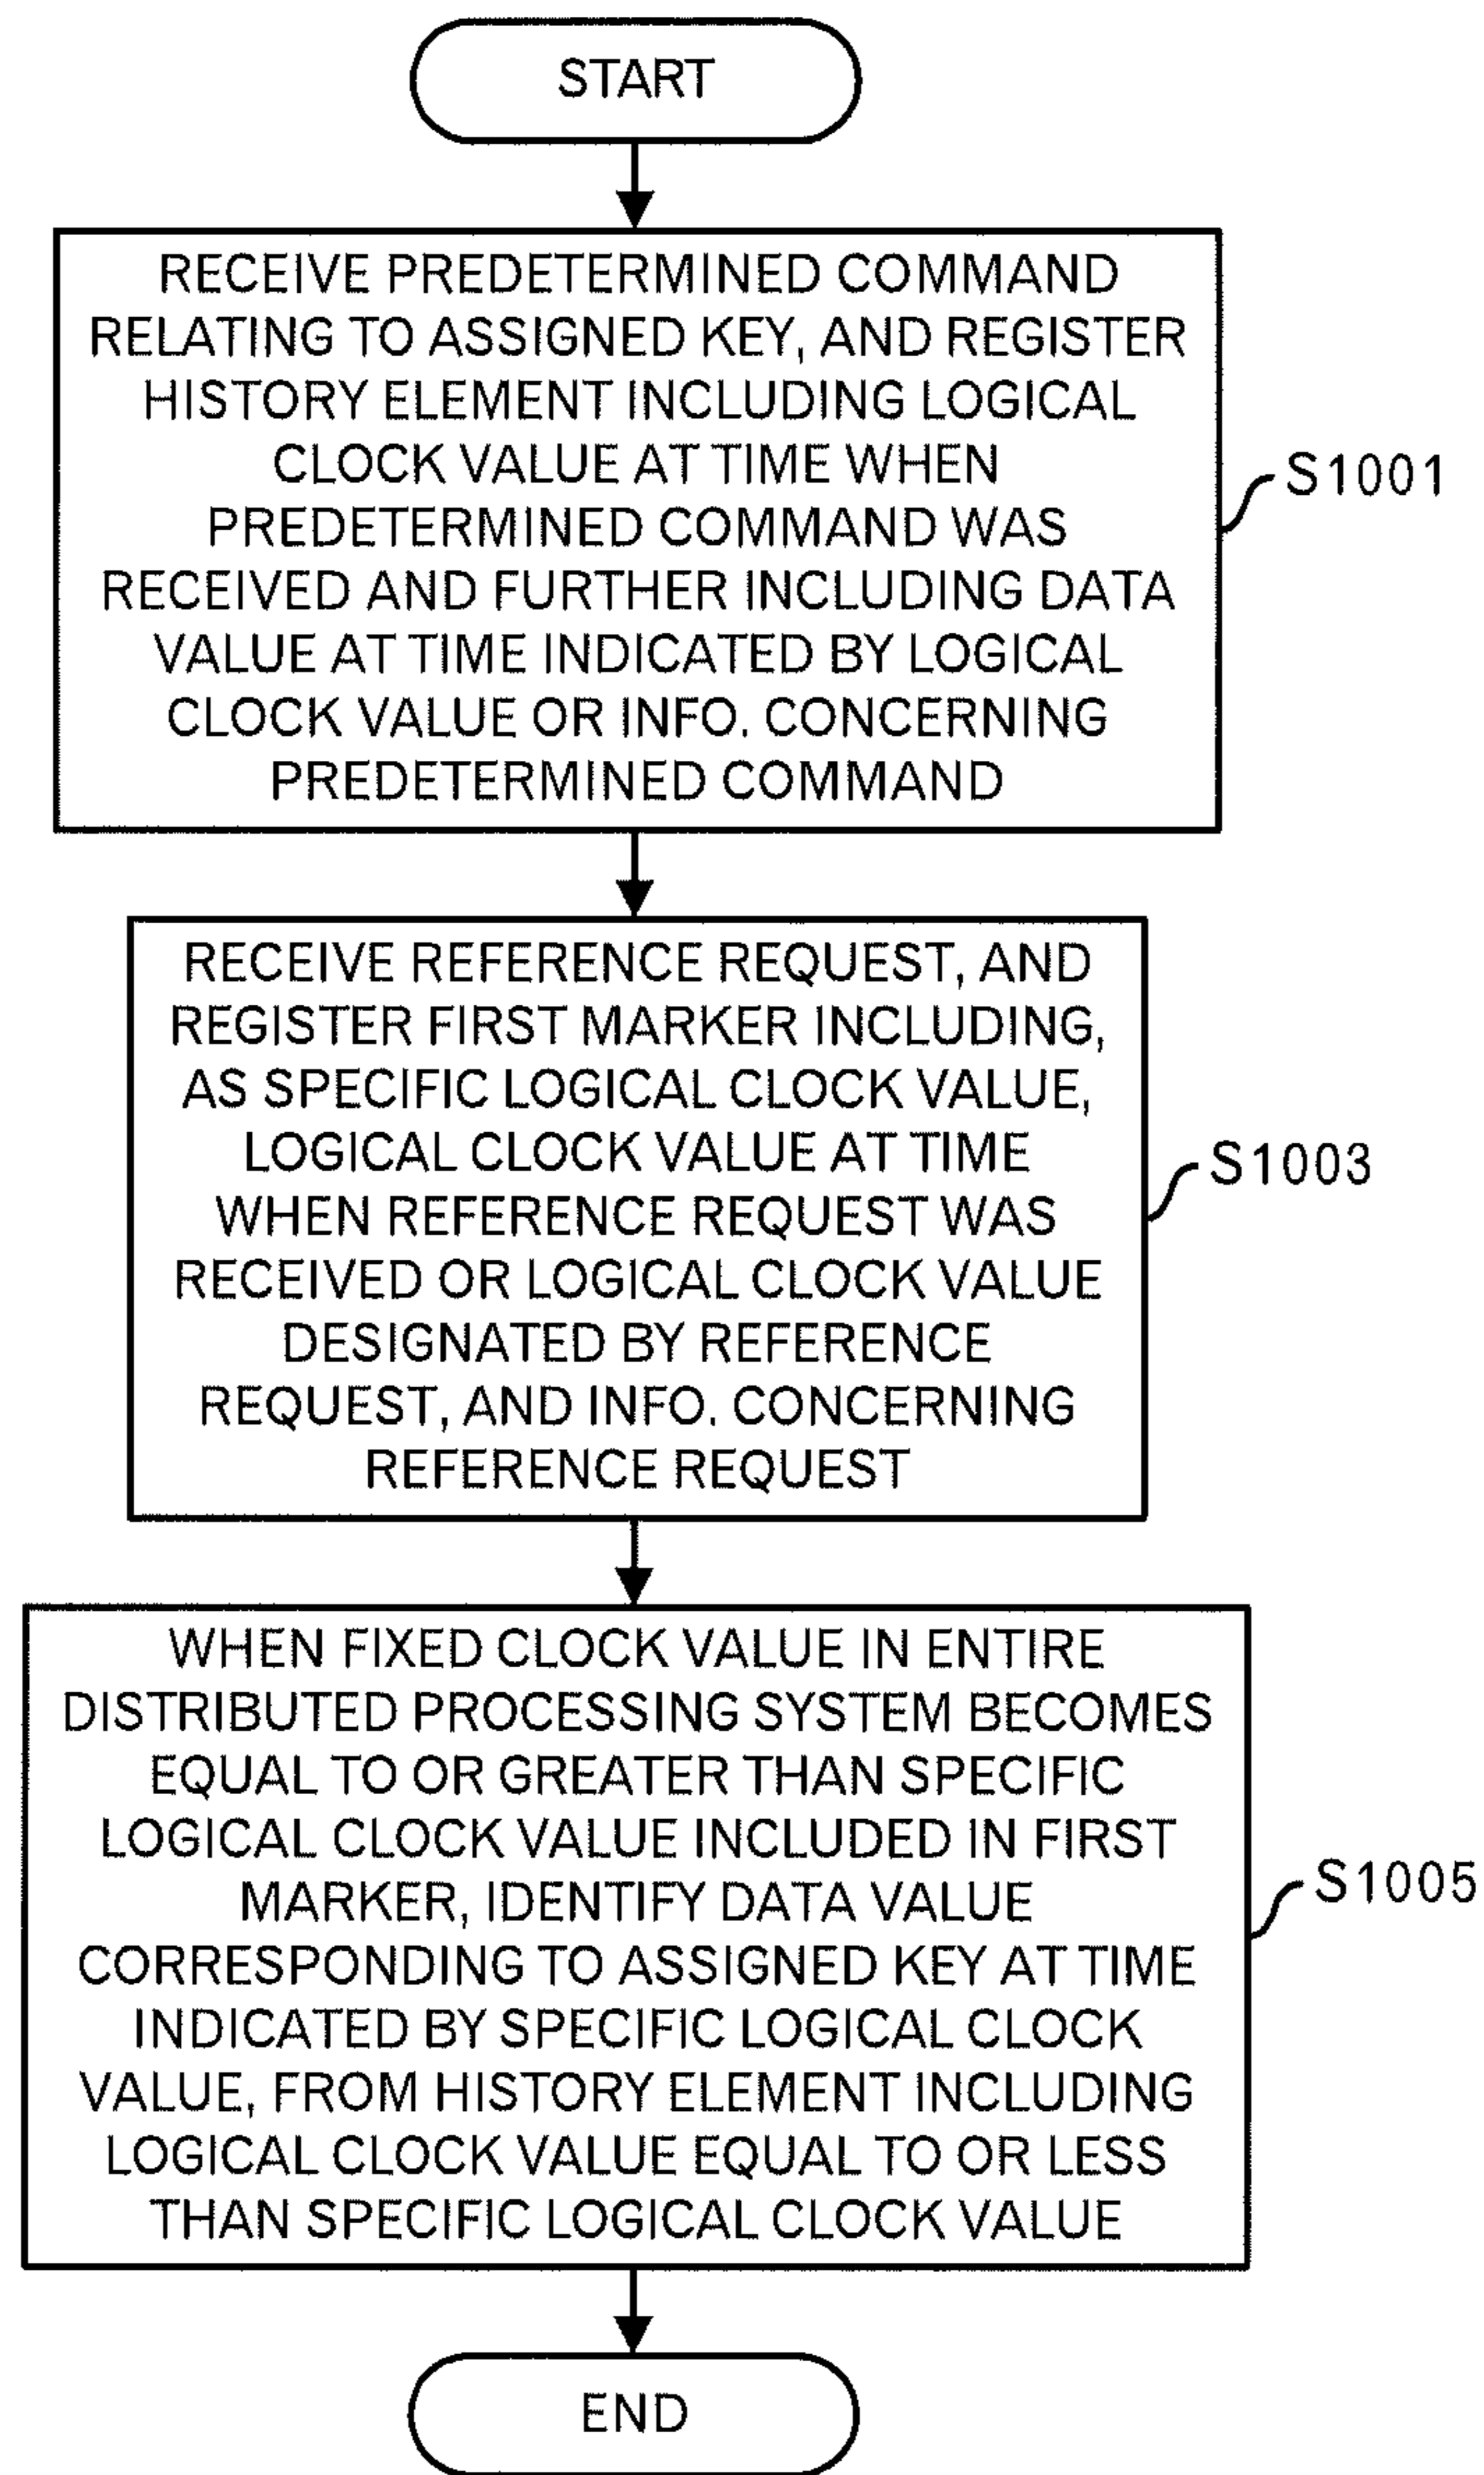 START
RECEIVE PREDETERMINED COMMAND
RELATING TO ASSIGNED KEY, AND REGISTER
HISTORY ELEMENT INCLUDING LOGICAL
CLOCK VALUE AT TIME WHEN
PREDETERMINED COMMAND WAS
RECEIVED AND FURTHER INCLUDING DATA
VALUE AT TIME INDICATED BY LOGICAL
CLOCK VALUE OR INFO. CONCERNING
PREDETERMINED COMMAND
S1001
RECEIVE REFERENCE REQUEST, AND
REGISTER FIRST MARKER INCLUDING,
AS SPECIFIC LOGICAL CLOCK VALUE,
LOGICAL CLOCK VALUE AT TIME
WHEN REFERENCE REQUEST WAS
RECEIVED OR LOGICAL CLOCK VALUE
DESIGNATED BY REFERENCE
REQUEST, AND INFO. CONCERNING
REFERENCE REQUEST
S1003
WHEN FIXED CLOCK VALUE IN ENTIRE
DISTRIBUTED PROCESSING SYSTEM BECOMES
EQUAL TO OR GREATER THAN SPECIFIC
LOGICAL CLOCK VALUE INCLUDED IN FIRST
MARKER, IDENTIFY DATA VALUE
CORRESPONDING TO ASSIGNED KEY AT TIME
INDICATED BY SPECIFIC LOGICAL CLOCK
VALUE, FROM HISTORY ELEMENT INCLUDING
LOGICAL CLOCK VALUE EQUAL TO OR LESS
THAN SPECIFIC LOGICAL CLOCK VALUE
S1005
END